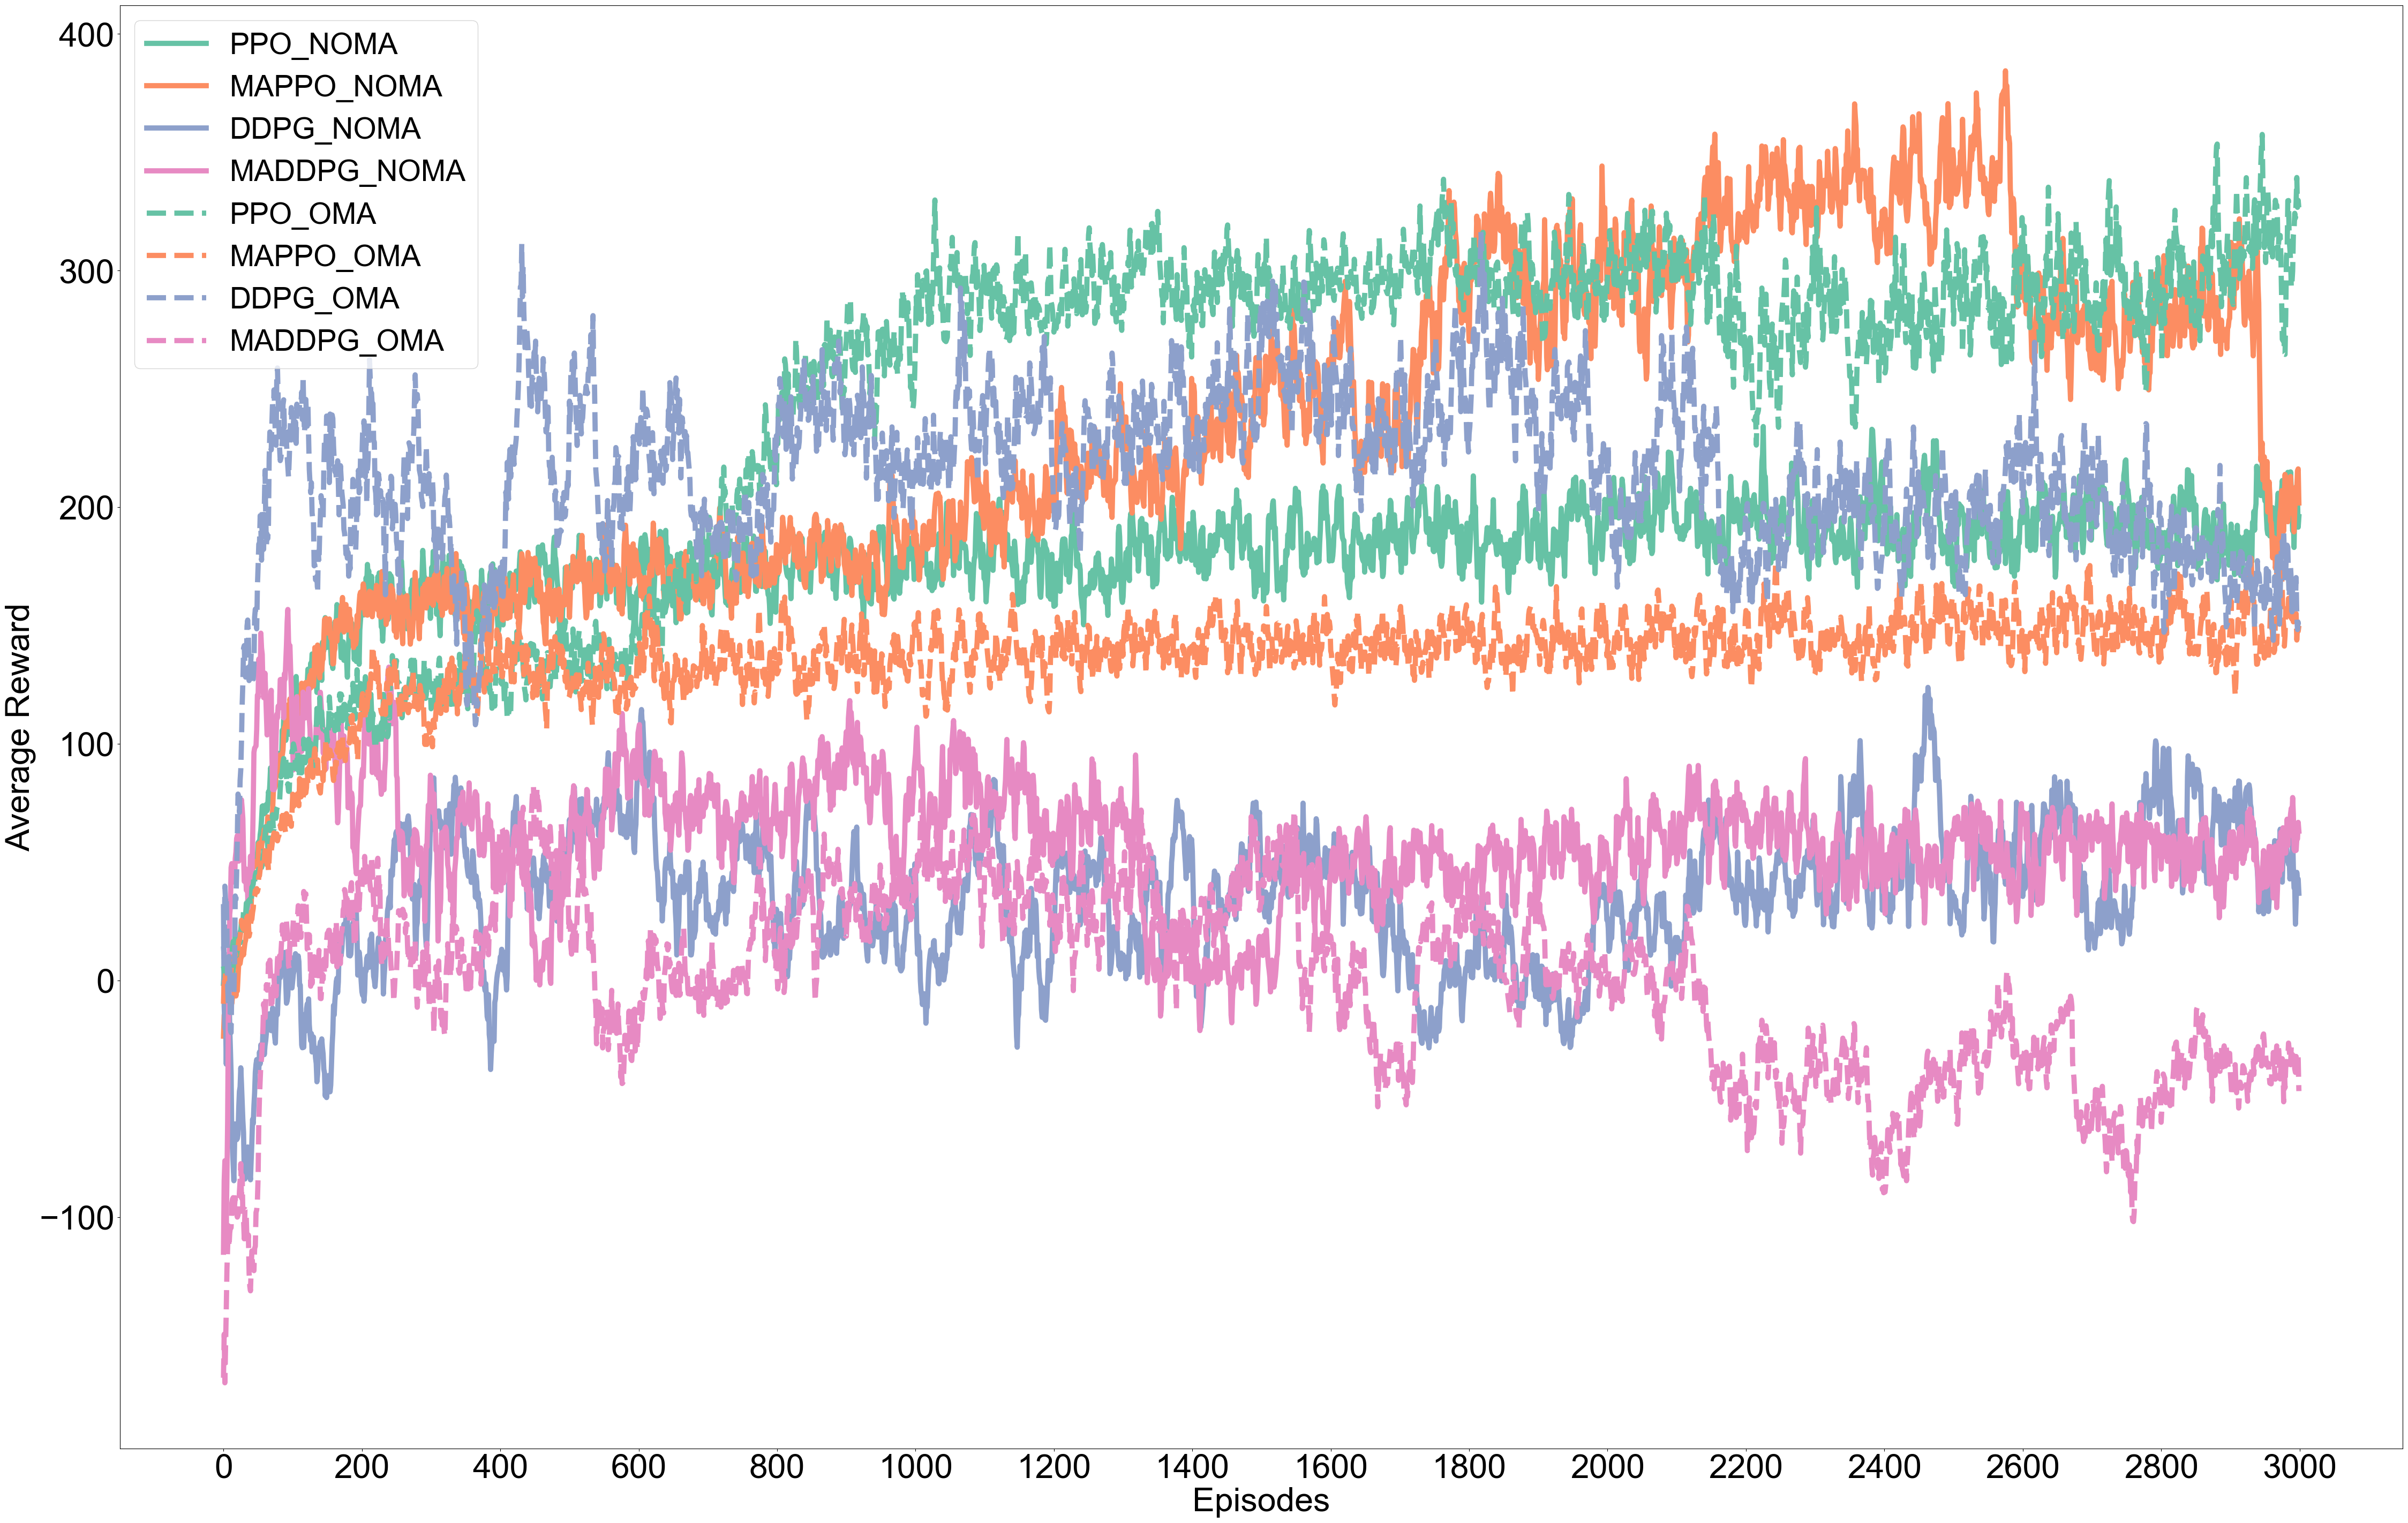 PPO_NOMA
MAPPO_NOMA
DDPG_NOMA
MADDPG_NOMA
PPO_OMA
MAPPO_OMA
DDPG_OMA
MADDPG_OMA
Average Reward
400
300
200
100
0
−100
0 200 400 600 800 1000 1200 1400 1600 1800 2000 2200 2400 2600 2800 3000
Episodes